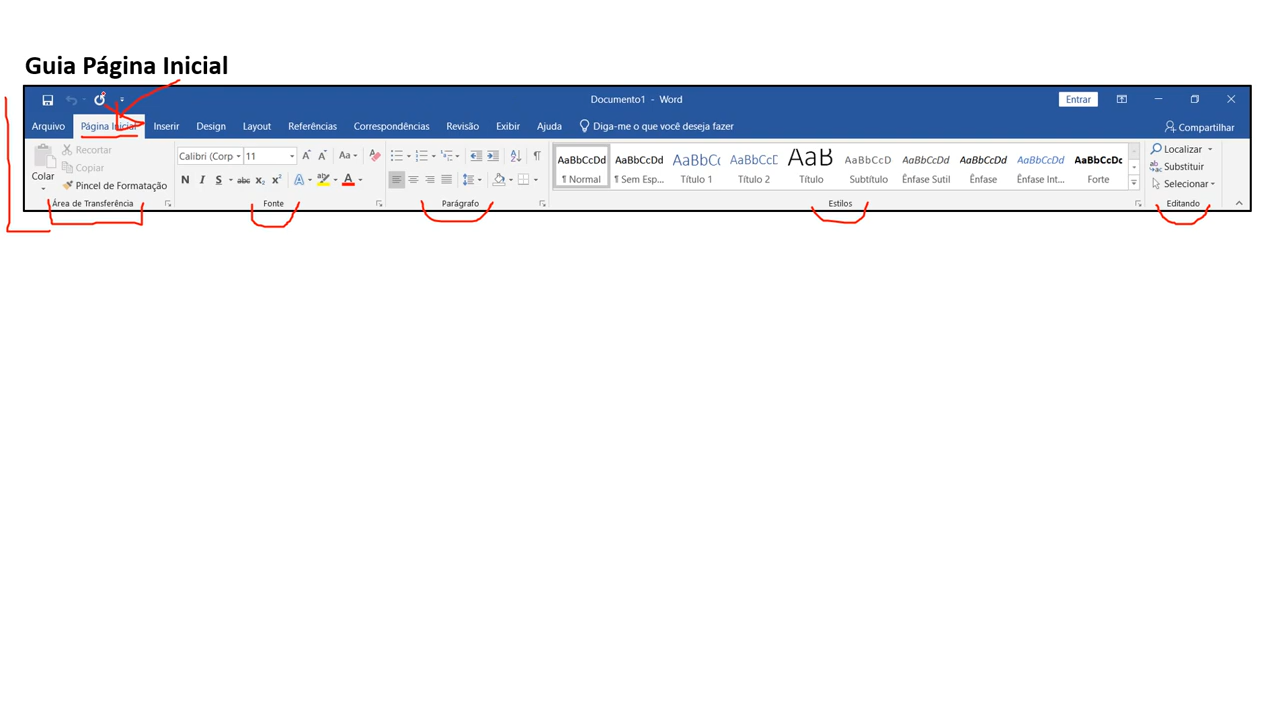 Guia Página Inicial
Documento1 - Word
Entrar
Arquivo Página Inicial Inserir Design Layout Referências Correspondências Revisão Exibir Ajuda Diga-me o que você deseja fazer Compartilhar
Colar
Recortar
Copiar
Pincel de Formatação
Área de Transferência
Calibri (Corp 11 Aa
N I S abc x₂ x² A aby A
Fonte
Parágrafo
AaBbCcDd AaBbCcDd AaBbCc AaBbCcD AaB AaBbCcD AaBbCcDd AaBbCcDd AaBbCcDd AaBbCcDc
¶ Normal ¶ Sem Esp... Título 1 Título 2 Título Subtítulo Ênfase Sutil Ênfase Ênfase Int... Forte
Estilos
Localizar
Substituir
Selecionar
Editando